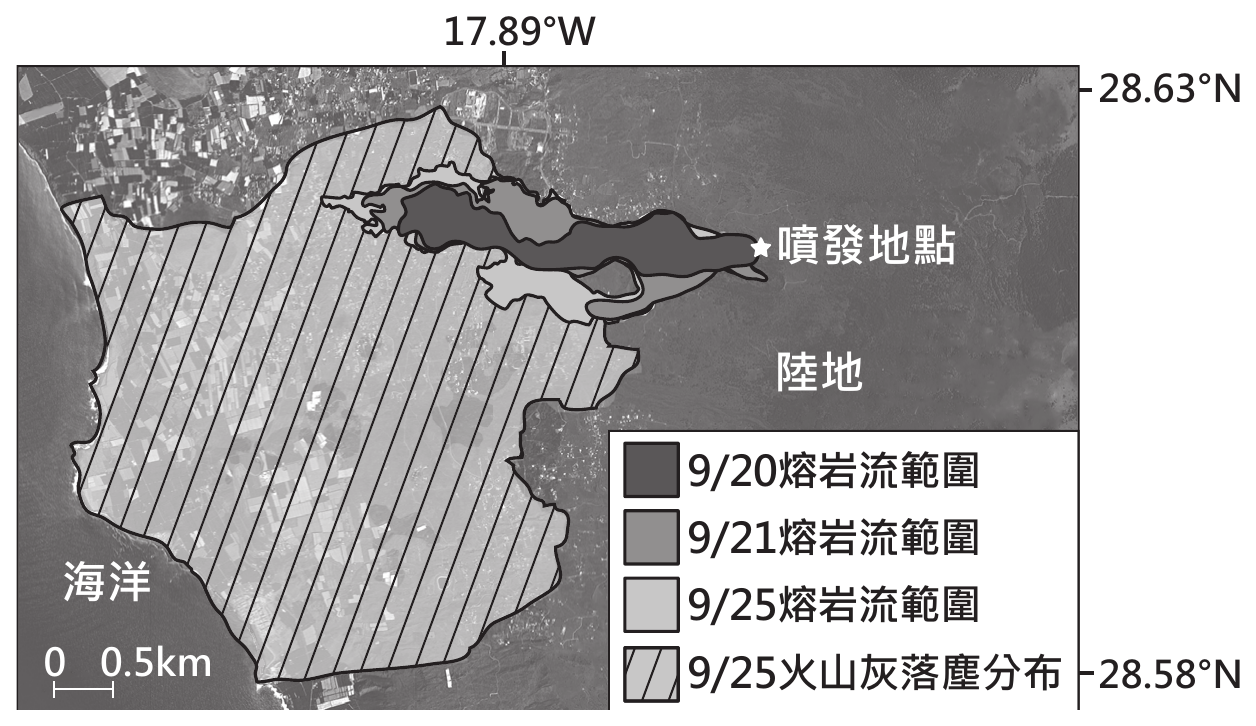 17.89°W
28.63°N
噴發地點
陸地
9/20熔岩流範圍
9/21熔岩流範圍
9/25熔岩流範圍
海洋
0 0.5km
9/25火山灰落塵分布
28.58°N